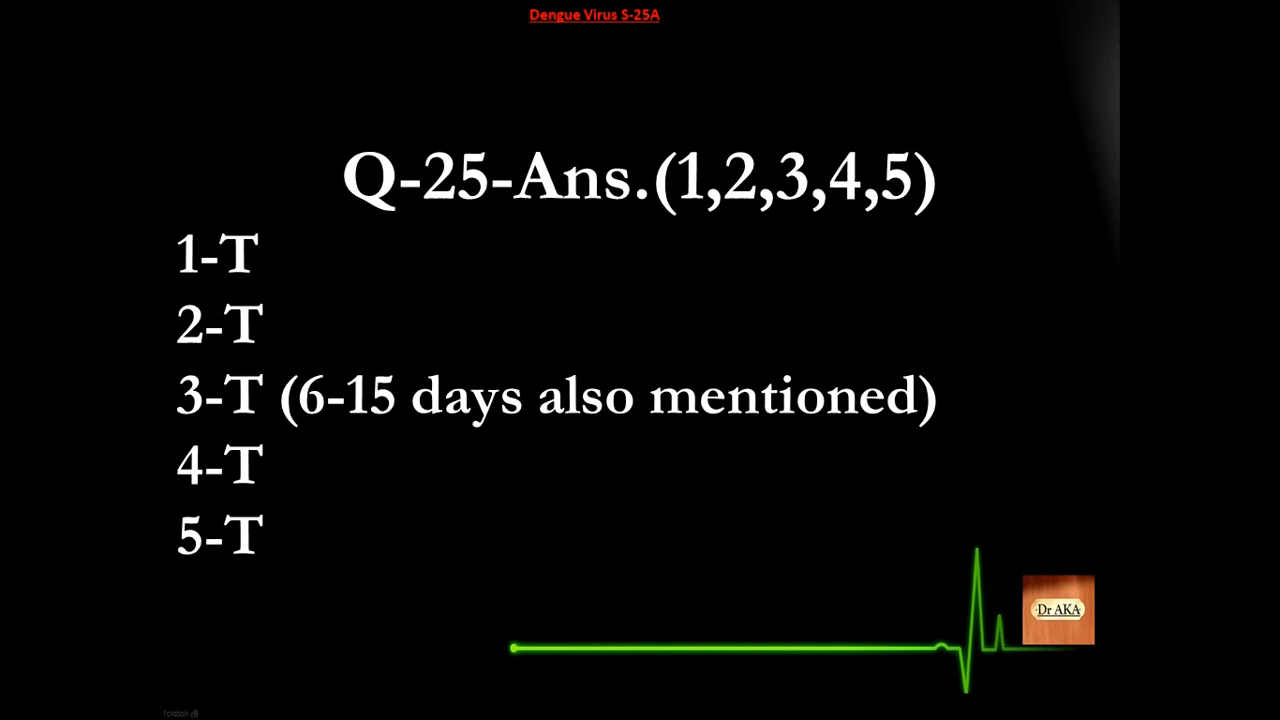 Dengue Virus S-25A
Q-25-Ans.(1,2,3,4,5)
1-T
2-T
3-T (6-15 days also mentioned)
4-T
5-T
Dr AKA